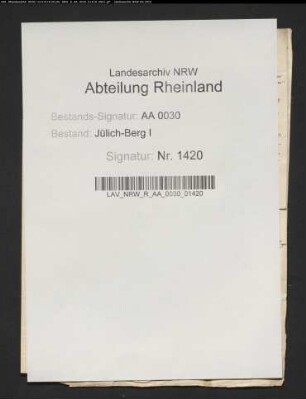 Landesarchiv NRW
Abteilung Rheinland
Bestands-Signatur: AA 0030
Bestand: Jülich-Berg I
Signatur: Nr. 1420
LAV_NRW_R_AA_0030_01420